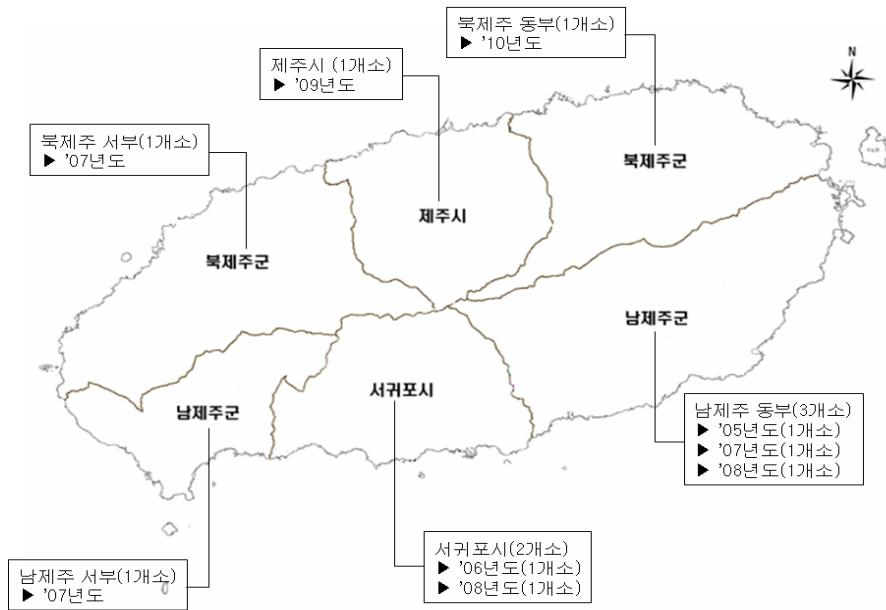 북제주 동부(1개소)
▶ '10년도
제주시 (1개소)
▶ '09년도
N
북제주 서부(1개소)
▶ '07년도
북제주군
제주시
북제주군
남제주군
서귀포시
남제주군
남제주 동부(3개소)
▶ '05년도(1개소)
▶ '07년도(1개소)
▶ '08년도(1개소)
서귀포시(2개소)
▶ '06년도(1개소)
▶ '08년도(1개소)
남제주 서부(1개소)
▶ '07년도